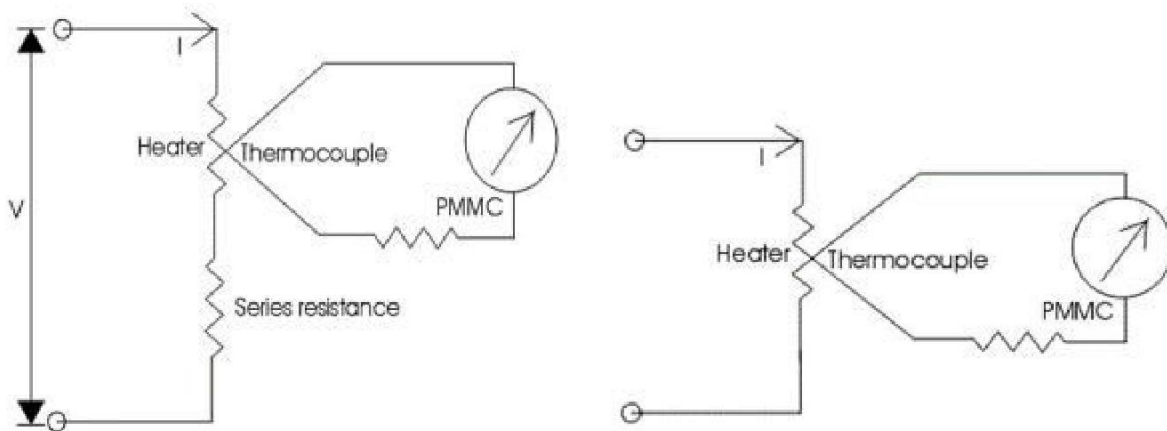 I
Heater Thermocouple
V
PMMC
Series resistance
I
Heater Thermocouple
PMMC